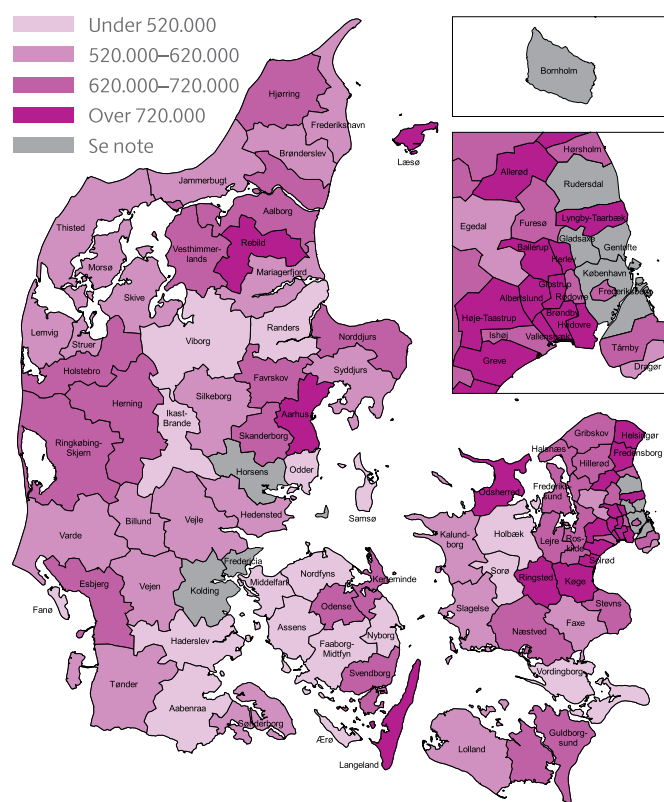 Under 520.000
520.000–620.000
620.000–720.000
Over 720.000
Se note
Bornholm
Hjørring
Frederikshavn
Brønderslev
Læsø
Jammerbugt
Thisted
Aalborg
Vesthimmer-
lands
Rebild
Morsø
Mariagerfjord
Skive
Lemvig
Struer
Viborg
Randers
Norddjurs
Holstebro
Syddjurs
Favrskov
Silkeborg
Herning
Ikast-
Brande
Aarhus
Skanderborg
Ringkøbing-
Skjern
Horsens
Odder
Samsø
Hedensted
Billund
Vejle
Varde
Fredericia
Esbjerg
Vejen
Kolding
Middelfart
Nordfyns
Kerteminde
Fanø
Odense
Haderslev
Assens
Nyborg
Faaborg-
Midtfyn
Svendborg
Tønder
Aabenraa
Sønderborg
Ærø
Langeland
Hørsholm
Allerød
Rudersdal
Egedal
Furesø
Lyngby-Taarbæk
Gladsaxe
Gentofte
Ballerup
Herlev
København
Glostrup
Frederiksberg
Albertslund
Rødovre
Høje-Taastrup
Brøndby
Hvidovre
Ishøj
Vallensbæk
Greve
Tårnby
Dragør
Gribskov
Helsingør
Halsnæs
Fredensborg
Hillerød
Odsherred
Frederiks-
sund
Kalund-
borg
Holbæk
Lejre
Ros-
kilde
Solrød
Sorø
Ringsted
Køge
Slagelse
Stevns
Næstved
Faxe
Vordingborg
Lolland
Guldborg-
sund